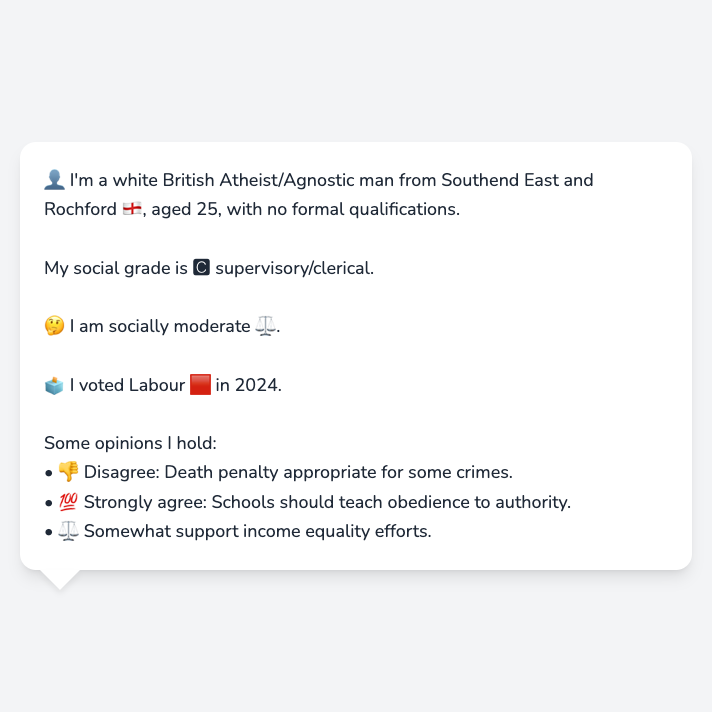 👤 I'm a white British Atheist/Agnostic man from Southend East and
Rochford 🏴󠁧󠁢󠁥󠁮󠁧󠁿, aged 25, with no formal qualifications.
My social grade is 🅲 supervisory/clerical.
🤔 I am socially moderate ⚖️.
🗳️ I voted Labour 🟥 in 2024.
Some opinions I hold:
• 👎 Disagree: Death penalty appropriate for some crimes.
• 💯 Strongly agree: Schools should teach obedience to authority.
• ⚖️ Somewhat support income equality efforts.